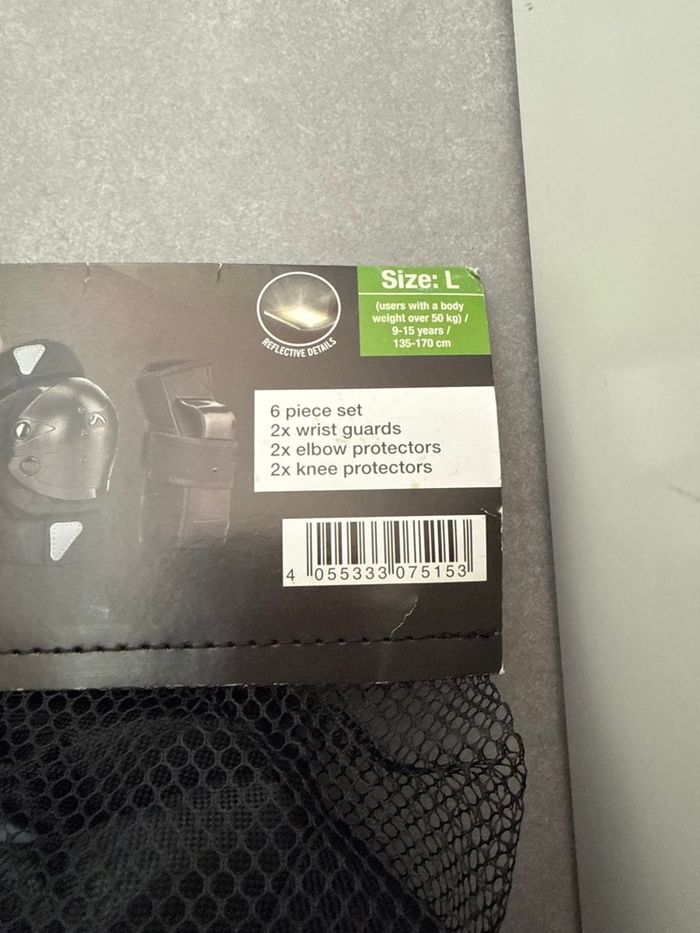 REFLECTIVE DETAILS
Size: L
(users with a body
weight over 50 kg) /
9-15 years /
135-170 cm
6 piece set
2x wrist guards
2x elbow protectors
2x knee protectors
4 055333 075153